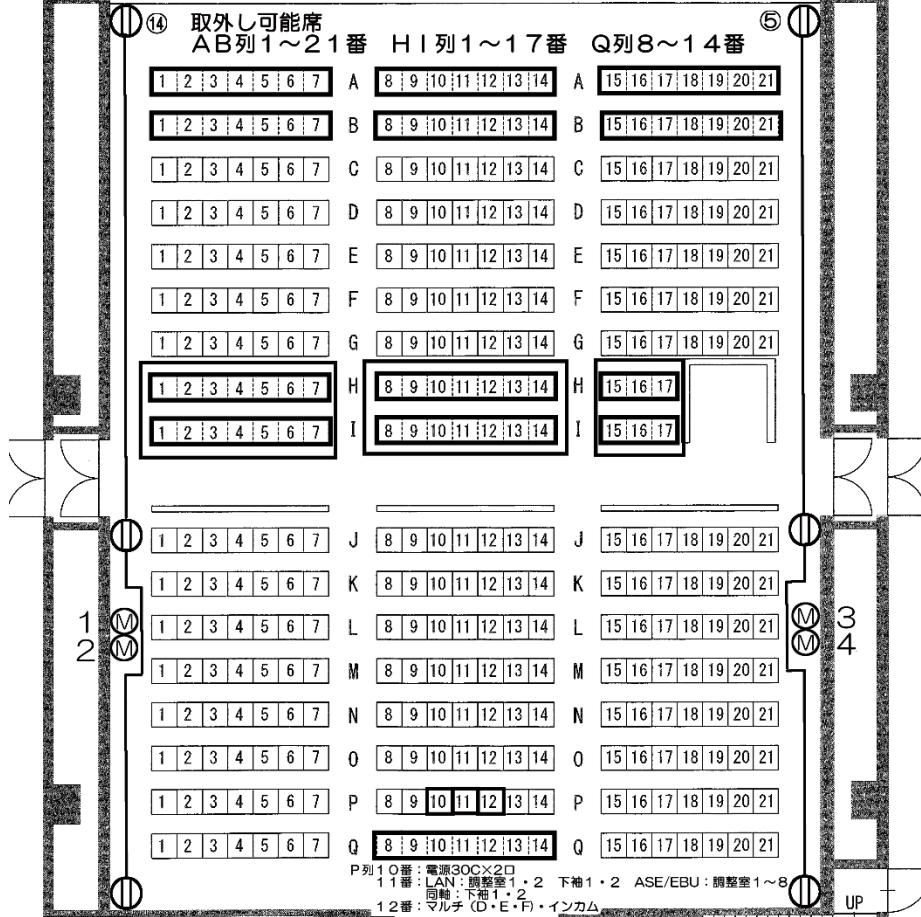 ⑭ 取外し可能席 ⑤
AB列1～21番 HI列1～17番 Q列8～14番
1 2 3 4 5 6 7 A 8 9 10 11 12 13 14 A 15 16 17 18 19 20 21
1 2 3 4 5 6 7 B 8 9 10 11 12 13 14 B 15 16 17 18 19 20 21
1 2 3 4 5 6 7 C 8 9 10 11 12 13 14 C 15 16 17 18 19 20 21
1 2 3 4 5 6 7 D 8 9 10 11 12 13 14 D 15 16 17 18 19 20 21
1 2 3 4 5 6 7 E 8 9 10 11 12 13 14 E 15 16 17 18 19 20 21
1 2 3 4 5 6 7 F 8 9 10 11 12 13 14 F 15 16 17 18 19 20 21
1 2 3 4 5 6 7 G 8 9 10 11 12 13 14 G 15 16 17 18 19 20 21
1 2 3 4 5 6 7 H 8 9 10 11 12 13 14 H 15 16 17
1 2 3 4 5 6 7 I 8 9 10 11 12 13 14 I 15 16 17
1 2 3 4 5 6 7 J 8 9 10 11 12 13 14 J 15 16 17 18 19 20 21
1 2 3 4 5 6 7 K 8 9 10 11 12 13 14 K 15 16 17 18 19 20 21
1 Ⓜ 1 2 3 4 5 6 7 L 8 9 10 11 12 13 14 L 15 16 17 18 19 20 21 Ⓜ 3
2 Ⓜ 1 2 3 4 5 6 7 M 8 9 10 11 12 13 14 M 15 16 17 18 19 20 21 Ⓜ 4
1 2 3 4 5 6 7 N 8 9 10 11 12 13 14 N 15 16 17 18 19 20 21
1 2 3 4 5 6 7 O 8 9 10 11 12 13 14 O 15 16 17 18 19 20 21
1 2 3 4 5 6 7 P 8 9 10 11 12 13 14 P 15 16 17 18 19 20 21
1 2 3 4 5 6 7 Q 8 9 10 11 12 13 14 Q 15 16 17 18 19 20 21
P列10番：電源30C×2口
11番：LAN：調整室1・2 下袖1・2 ASE/EBU：調整室1～8
同軸：下袖1・2
12番：マルチ（D・E・F）・インカム
UP